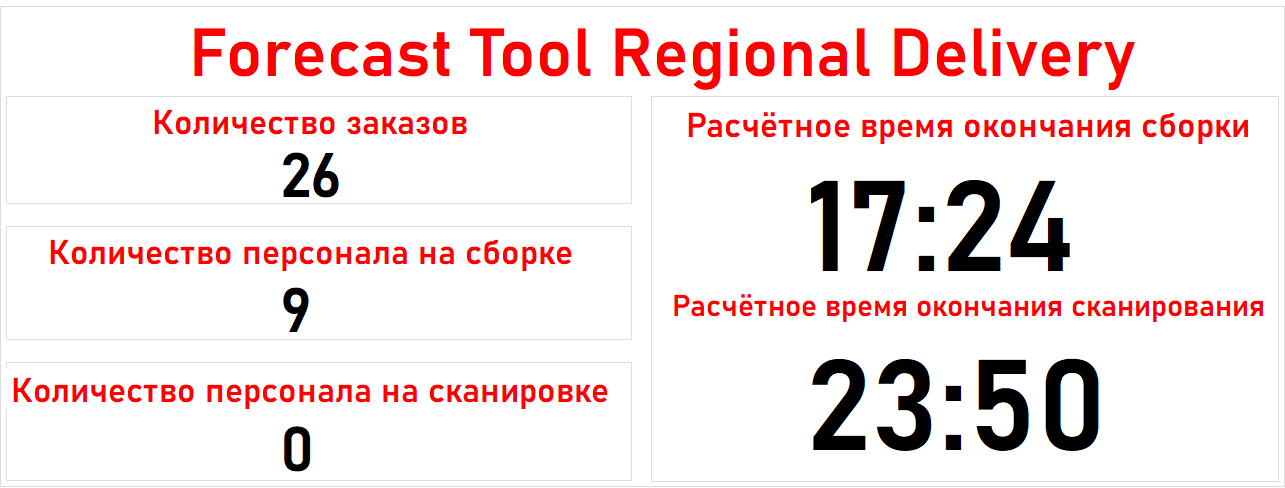 Forecast Tool Regional Delivery
Количество заказов
26
Количество персонала на сборке
9
Количество персонала на сканировке
0
Расчётное время окончания сборки
17:24
Расчётное время окончания сканирования
23:50